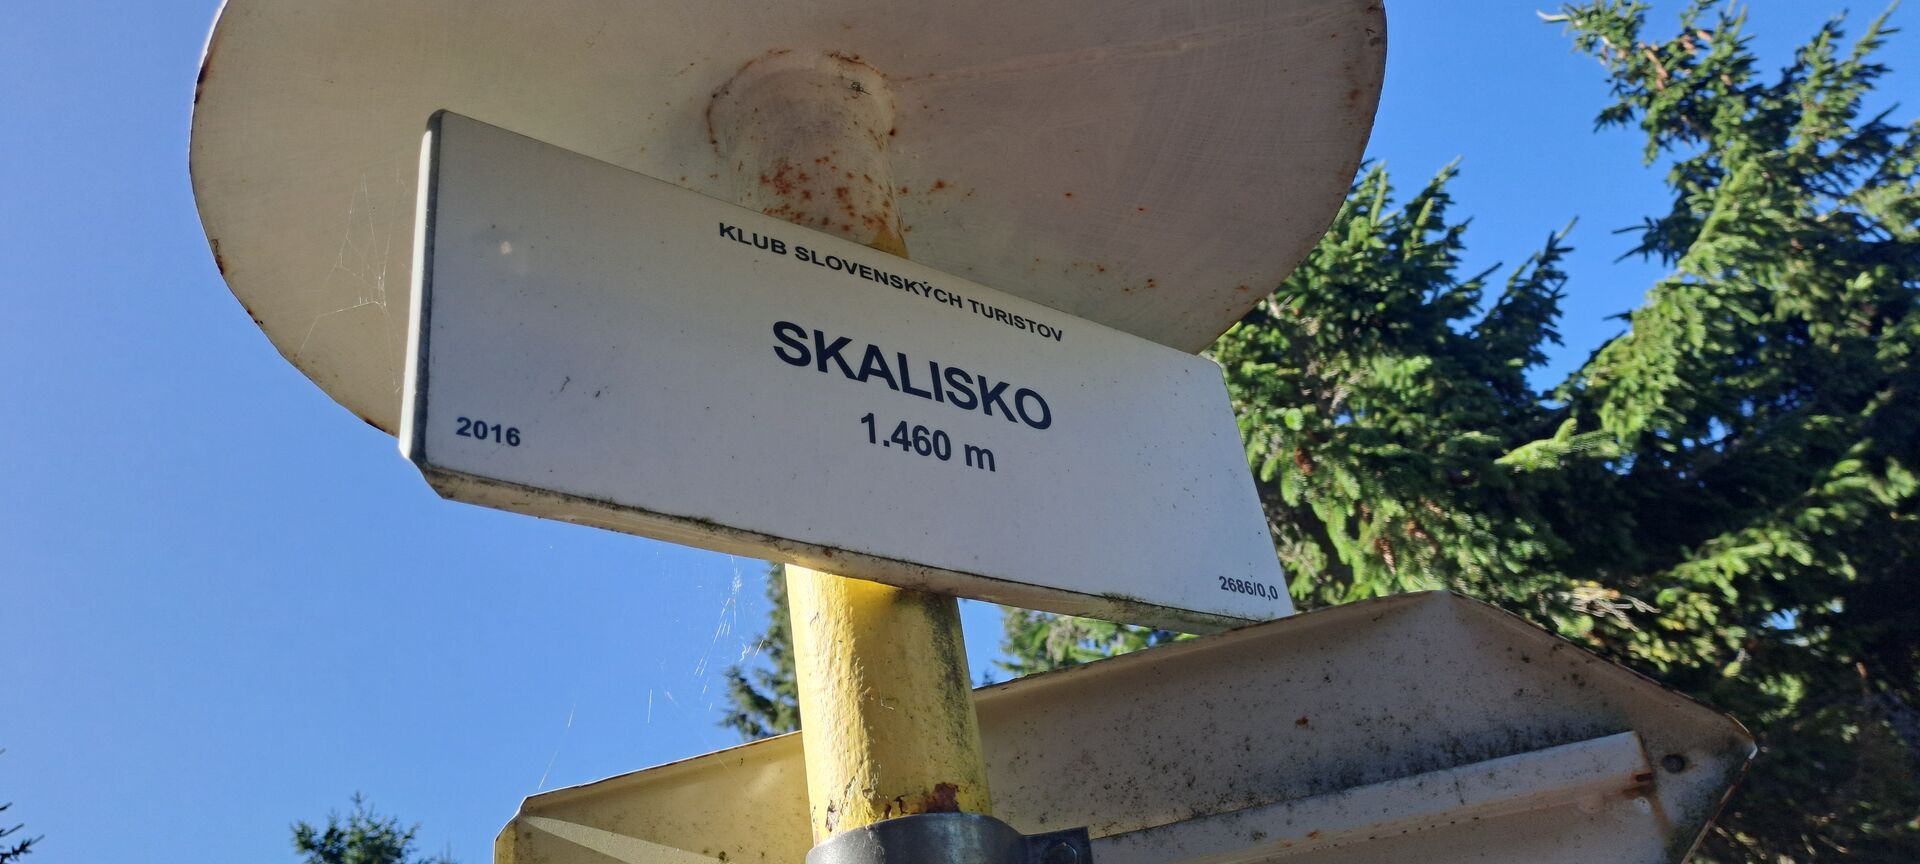 KLUB SLOVENSKÝCH TURISTOV
SKALISKO
1.460 m
2016
2686/0,0